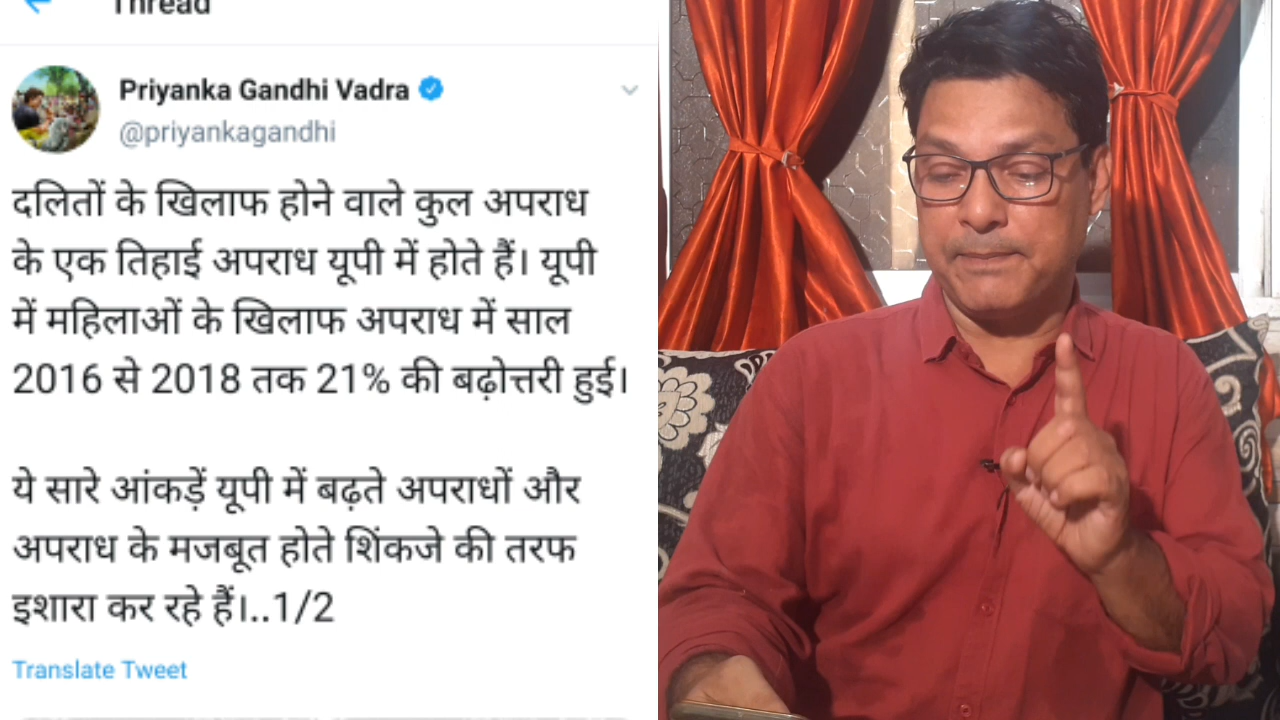 Thread
Priyanka Gandhi Vadra
@priyankagandhi
दलितों के खिलाफ होने वाले कुल अपराध
के एक तिहाई अपराध यूपी में होते हैं। यूपी
में महिलाओं के खिलाफ अपराध में साल
2016 से 2018 तक 21% की बढ़ोत्तरी हुई।
ये सारे आंकड़ें यूपी में बढ़ते अपराधों और
अपराध के मजबूत होते शिंकजे की तरफ
इशारा कर रहे हैं।..1/2
Translate Tweet